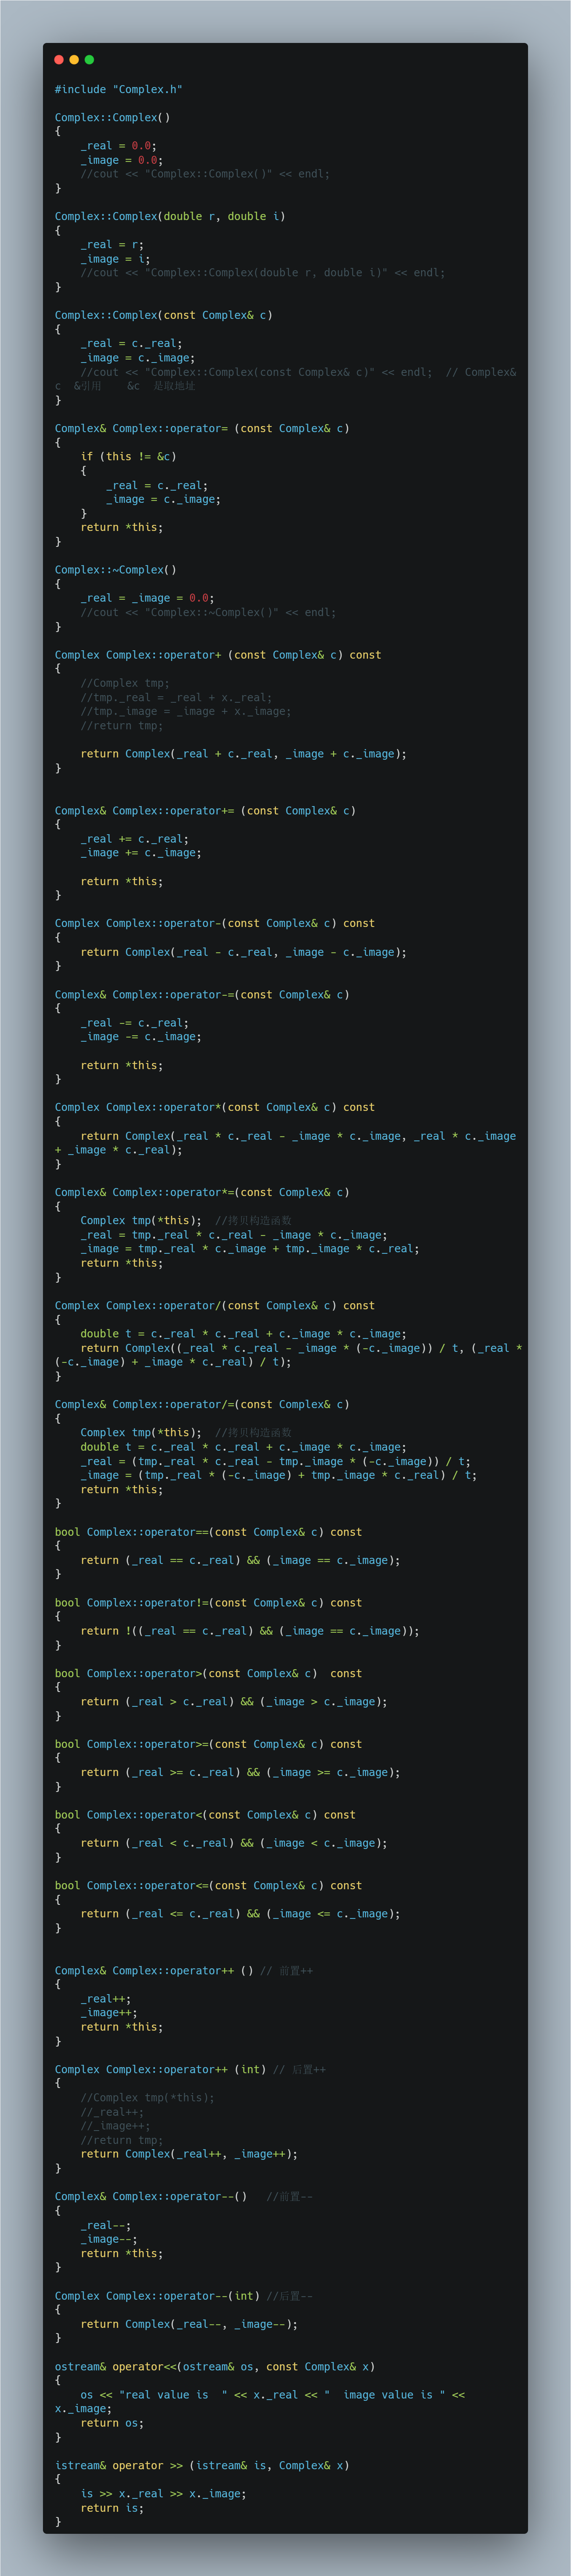 #include "Complex.h"
Complex::Complex()
{
    _real = 0.0;
    _image = 0.0;
    //cout << "Complex::Complex()" << endl;
}
Complex::Complex(double r, double i)
{
    _real = r;
    _image = i;
    //cout << "Complex::Complex(double r, double i)" << endl;
}
Complex::Complex(const Complex& c)
{
    _real = c._real;
    _image = c._image;
    //cout << "Complex::Complex(const Complex& c)" << endl;  // Complex&
c  &引用    &c  是取地址
}
Complex& Complex::operator= (const Complex& c)
{
    if (this != &c)
    {
        _real = c._real;
        _image = c._image;
    }
    return *this;
}
Complex::~Complex()
{
    _real = _image = 0.0;
    //cout << "Complex::~Complex()" << endl;
}
Complex Complex::operator+ (const Complex& c) const
{
    //Complex tmp;
    //tmp._real = _real + x._real;
    //tmp._image = _image + x._image;
    //return tmp;
    return Complex(_real + c._real, _image + c._image);
}
Complex& Complex::operator+= (const Complex& c)
{
    _real += c._real;
    _image += c._image;
    return *this;
}
Complex Complex::operator-(const Complex& c) const
{
    return Complex(_real - c._real, _image - c._image);
}
Complex& Complex::operator-=(const Complex& c)
{
    _real -= c._real;
    _image -= c._image;
    return *this;
}
Complex Complex::operator*(const Complex& c) const
{
    return Complex(_real * c._real - _image * c._image, _real * c._image
+ _image * c._real);
}
Complex& Complex::operator*=(const Complex& c)
{
    Complex tmp(*this);  //拷贝构造函数
    _real = tmp._real * c._real - _image * c._image;
    _image = tmp._real * c._image + tmp._image * c._real;
    return *this;
}
Complex Complex::operator/(const Complex& c) const
{
    double t = c._real * c._real + c._image * c._image;
    return Complex((_real * c._real - _image * (-c._image)) / t, (_real *
(-c._image) + _image * c._real) / t);
}
Complex& Complex::operator/=(const Complex& c)
{
    Complex tmp(*this);  //拷贝构造函数
    double t = c._real * c._real + c._image * c._image;
    _real = (tmp._real * c._real - tmp._image * (-c._image)) / t;
    _image = (tmp._real * (-c._image) + tmp._image * c._real) / t;
    return *this;
}
bool Complex::operator==(const Complex& c) const
{
    return (_real == c._real) && (_image == c._image);
}
bool Complex::operator!=(const Complex& c) const
{
    return !((_real == c._real) && (_image == c._image));
}
bool Complex::operator>(const Complex& c)  const
{
    return (_real > c._real) && (_image > c._image);
}
bool Complex::operator>=(const Complex& c) const
{
    return (_real >= c._real) && (_image >= c._image);
}
bool Complex::operator<(const Complex& c) const
{
    return (_real < c._real) && (_image < c._image);
}
bool Complex::operator<=(const Complex& c) const
{
    return (_real <= c._real) && (_image <= c._image);
}
Complex& Complex::operator++ () // 前置++
{
    _real++;
    _image++;
    return *this;
}
Complex Complex::operator++ (int) // 后置++
{
    //Complex tmp(*this);
    //_real++;
    //_image++;
    //return tmp;
    return Complex(_real++, _image++);
}
Complex& Complex::operator--()   //前置--
{
    _real--;
    _image--;
    return *this;
}
Complex Complex::operator--(int) //后置--
{
    return Complex(_real--, _image--);
}
ostream& operator<<(ostream& os, const Complex& x)
{
    os << "real value is  " << x._real << "  image value is " <<
x._image;
    return os;
}
istream& operator >> (istream& is, Complex& x)
{
    is >> x._real >> x._image;
    return is;
}